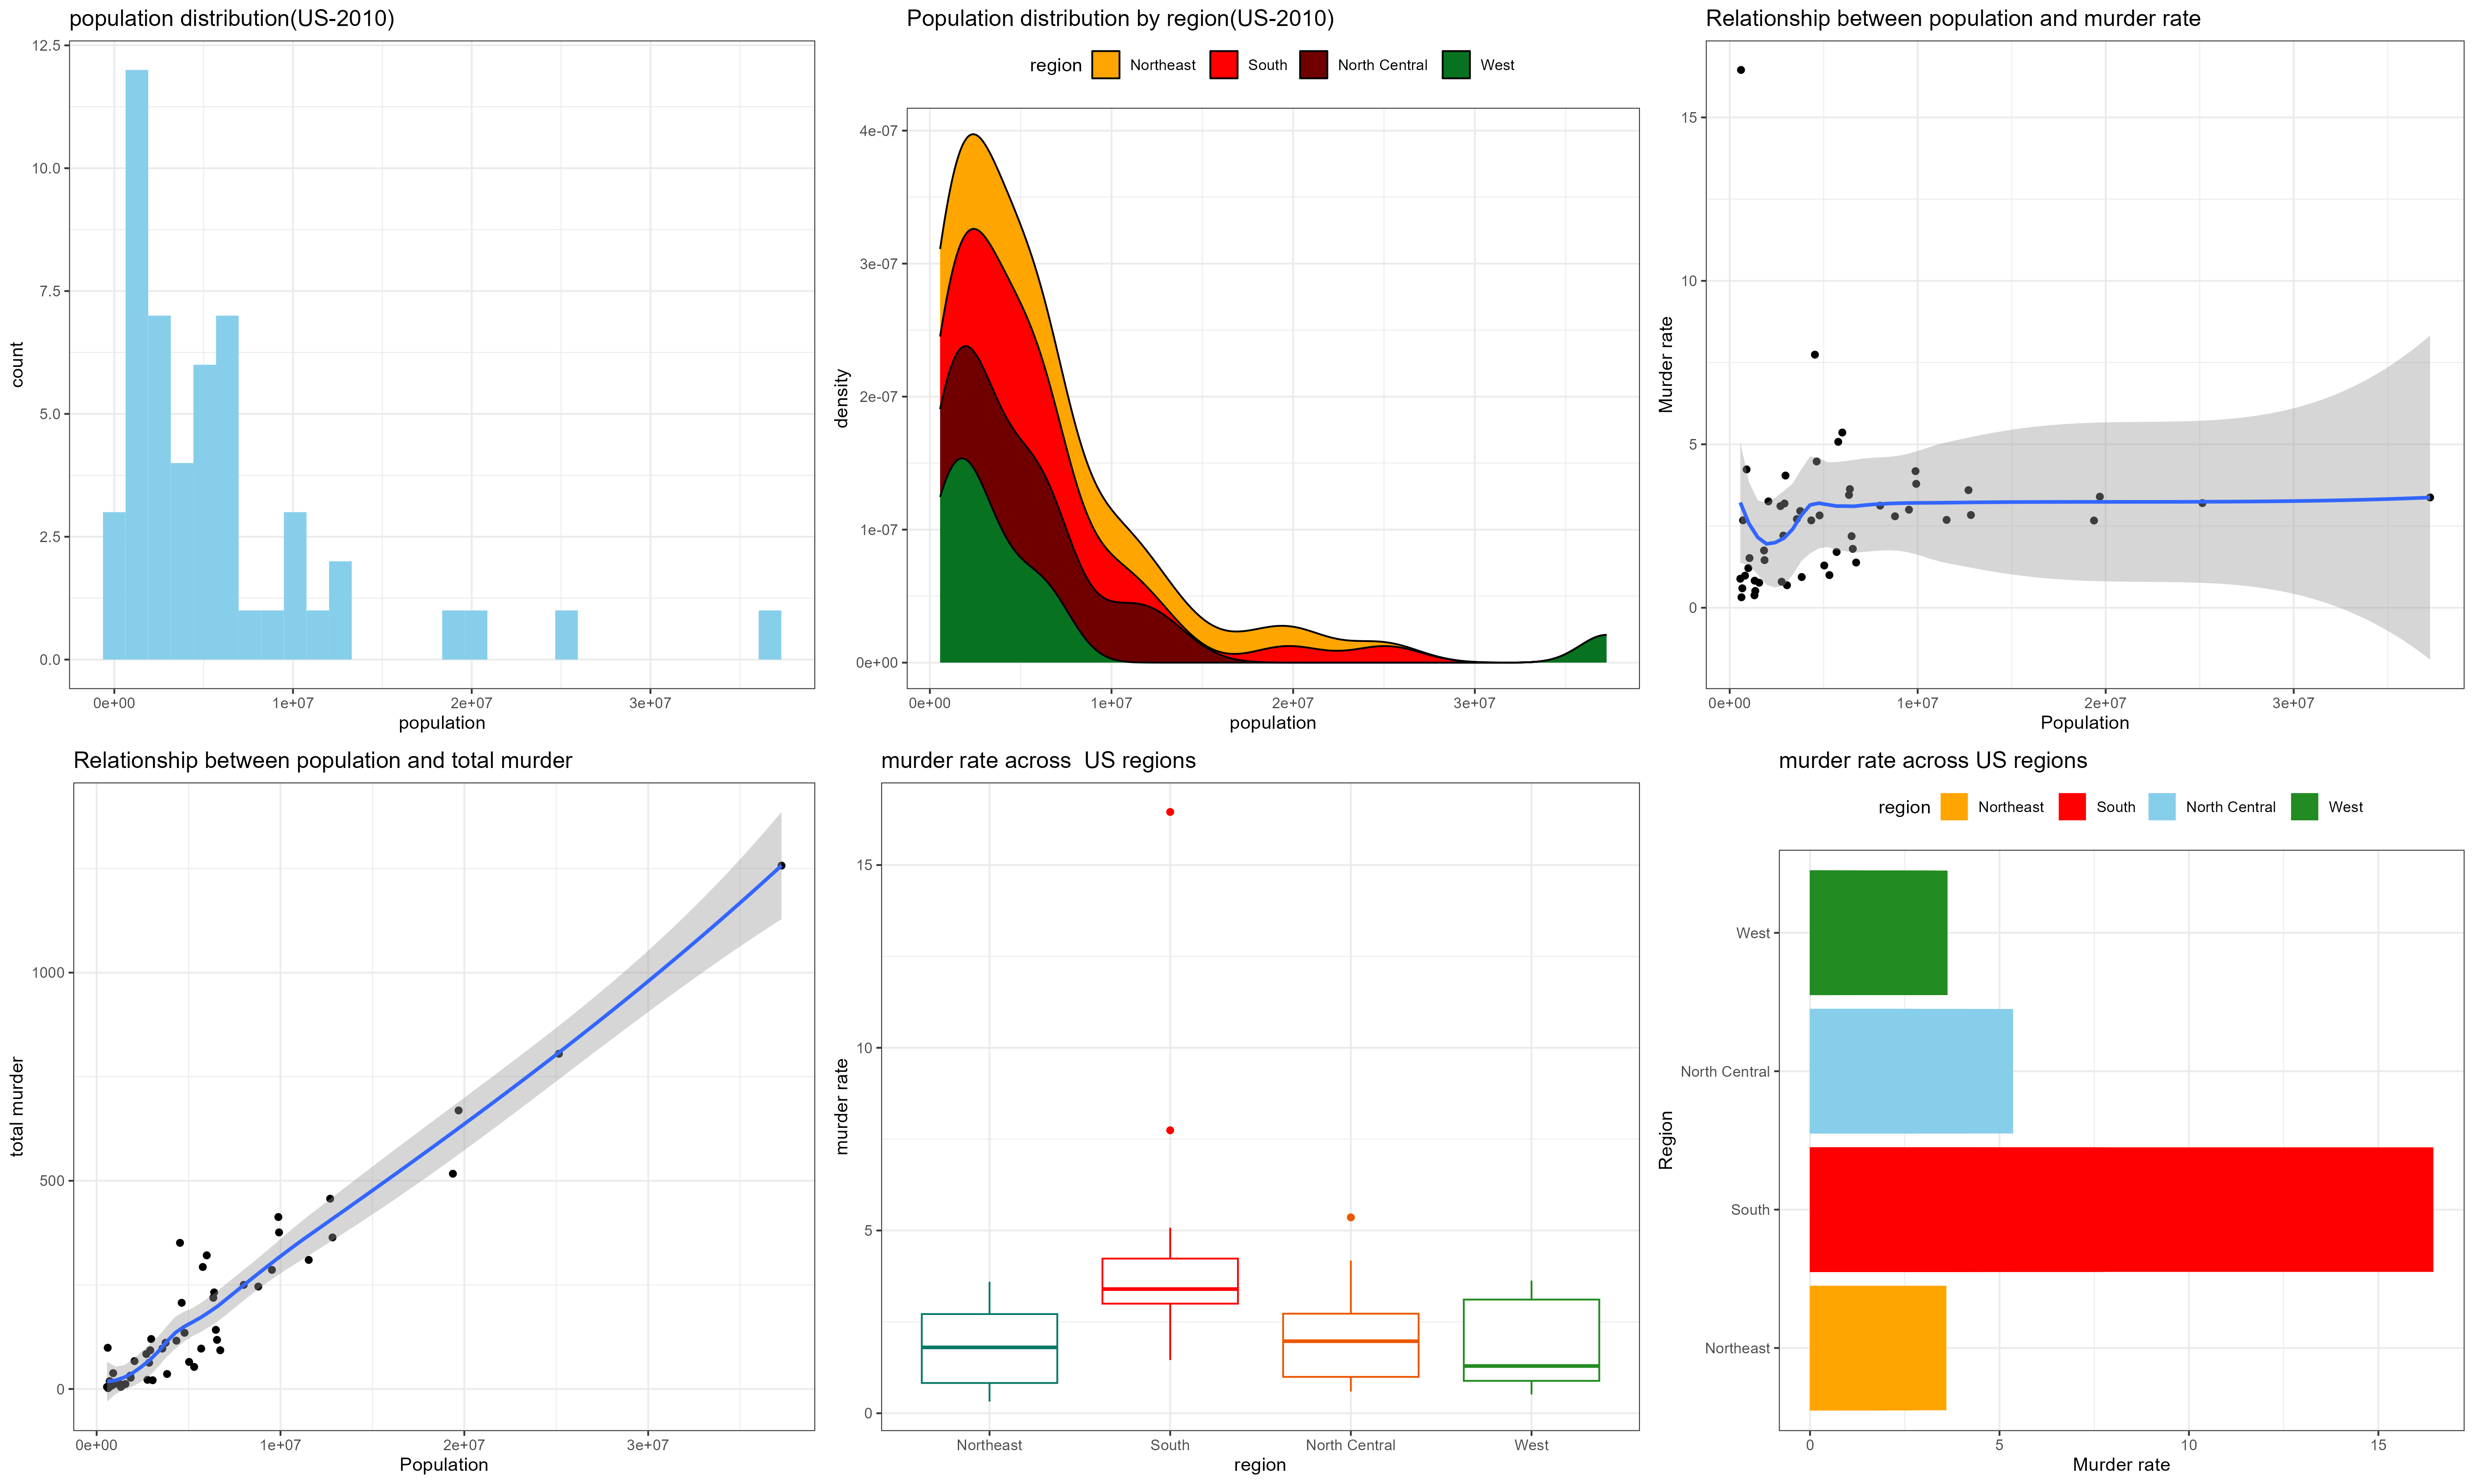 population distribution(US-2010)
count
12.5
10.0
7.5
5.0
2.5
0.0
0e+00 1e+07 2e+07 3e+07
population
Population distribution by region(US-2010)
region Northeast South North Central West
density
4e-07
3e-07
2e-07
1e-07
0e+00
0e+00 1e+07 2e+07 3e+07
population
Relationship between population and murder rate
Murder rate
15
10
5
0
0e+00 1e+07 2e+07 3e+07
Population
Relationship between population and total murder
total murder
1000
500
0
0e+00 1e+07 2e+07 3e+07
Population
murder rate across  US regions
murder rate
15
10
5
0
Northeast South North Central West
region
murder rate across US regions
region Northeast South North Central West
Region
West
North Central
South
Northeast
0 5 10 15
Murder rate